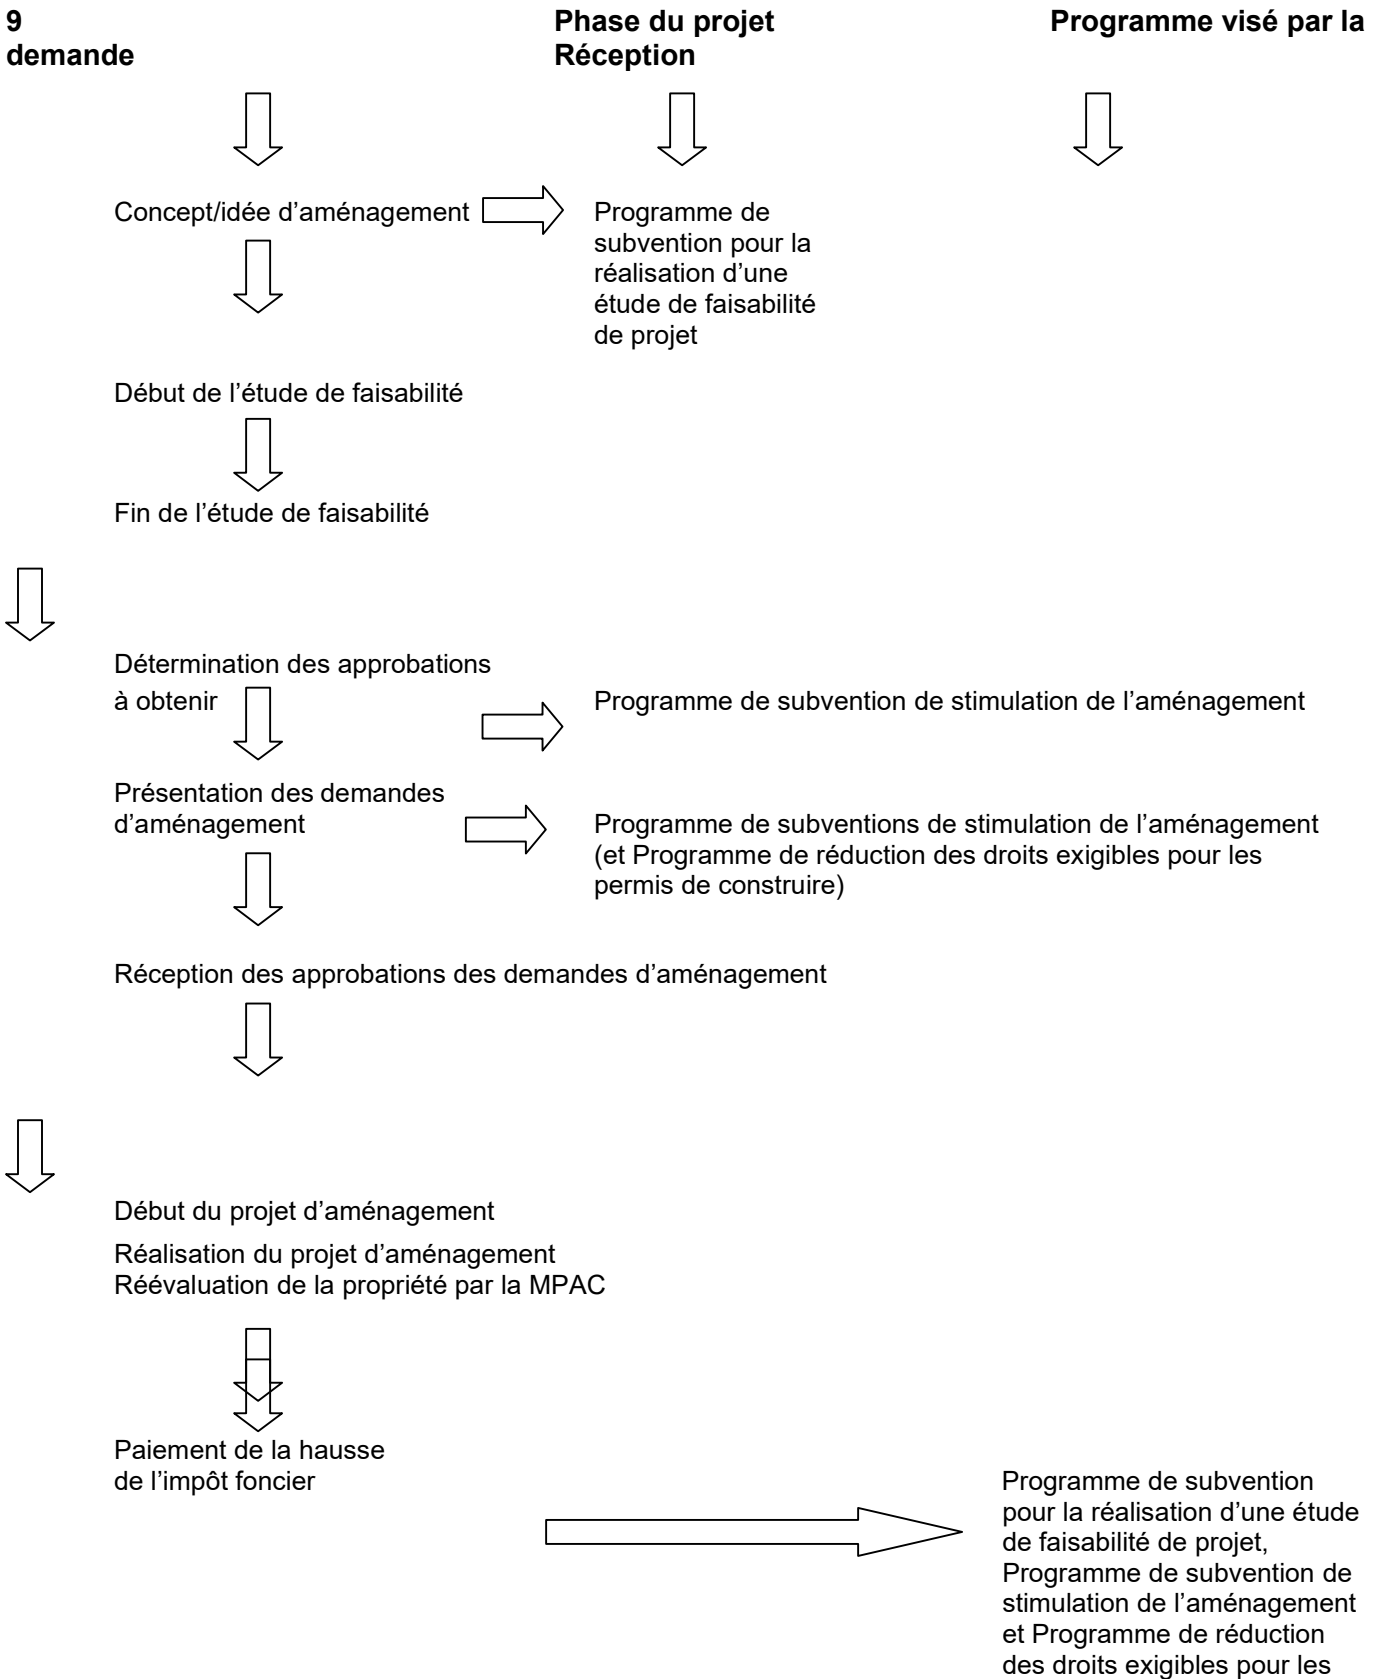 9 Phase du projet Programme visé par la
demande Réception
Concept/idée d’aménagement Programme de
subvention pour la
réalisation d’une
étude de faisabilité
de projet
Début de l’étude de faisabilité
Fin de l’étude de faisabilité
Détermination des approbations
à obtenir Programme de subvention de stimulation de l’aménagement
Présentation des demandes
d’aménagement Programme de subventions de stimulation de l’aménagement
(et Programme de réduction des droits exigibles pour les
permis de construire)
Réception des approbations des demandes d’aménagement
Début du projet d’aménagement
Réalisation du projet d’aménagement
Réévaluation de la propriété par la MPAC
Paiement de la hausse
de l’impôt foncier Programme de subvention
pour la réalisation d’une étude
de faisabilité de projet,
Programme de subvention de
stimulation de l’aménagement
et Programme de réduction
des droits exigibles pour les